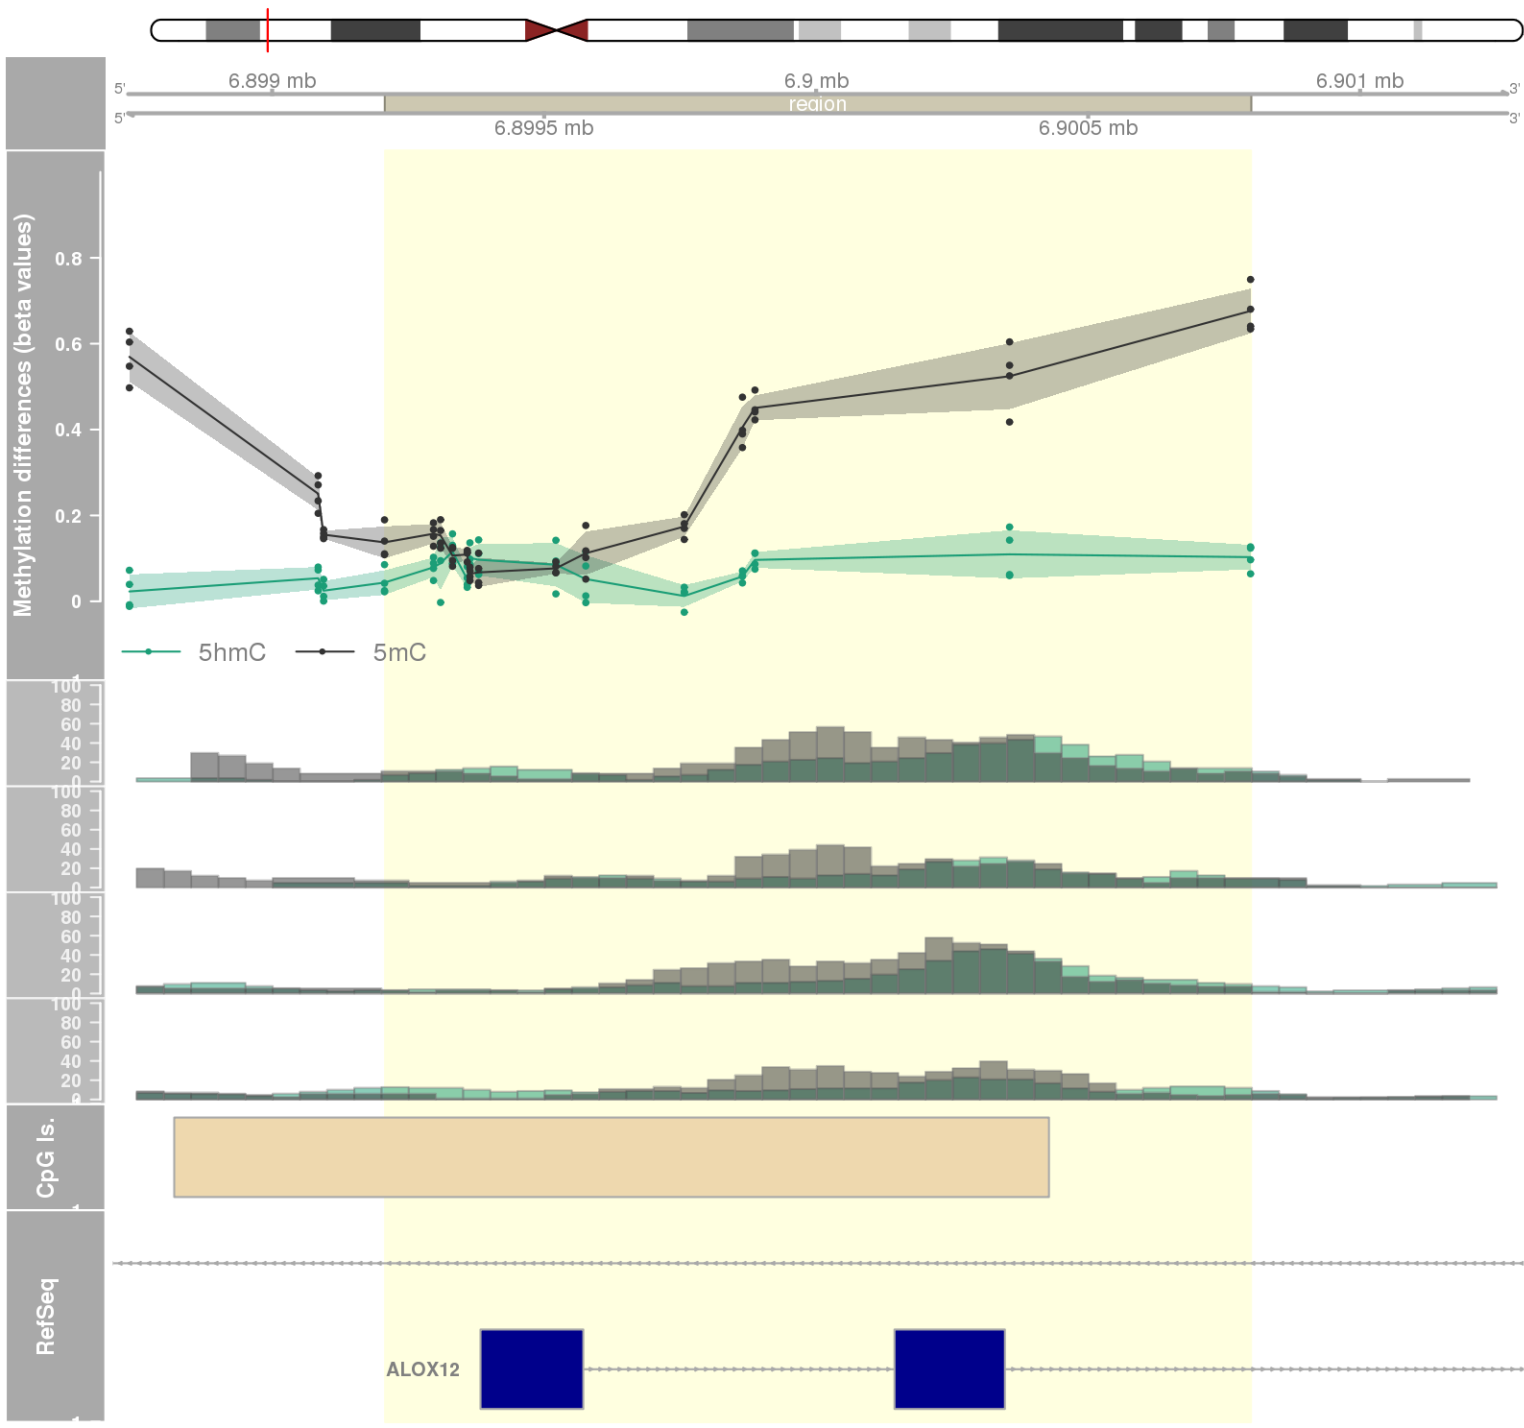 6.899 mb
6.9 mb
6.901 mb
5'
3'
region
5'
3'
6.8995 mb
6.9005 mb
Methylation differences (beta values)
0.8
0.6
0.4
0.2
0
5hmC
5mC
100
80
60
40
20
0
100
80
60
40
20
0
100
80
60
40
20
0
100
80
60
40
20
0
CpG Is.
RefSeq
ALOX12